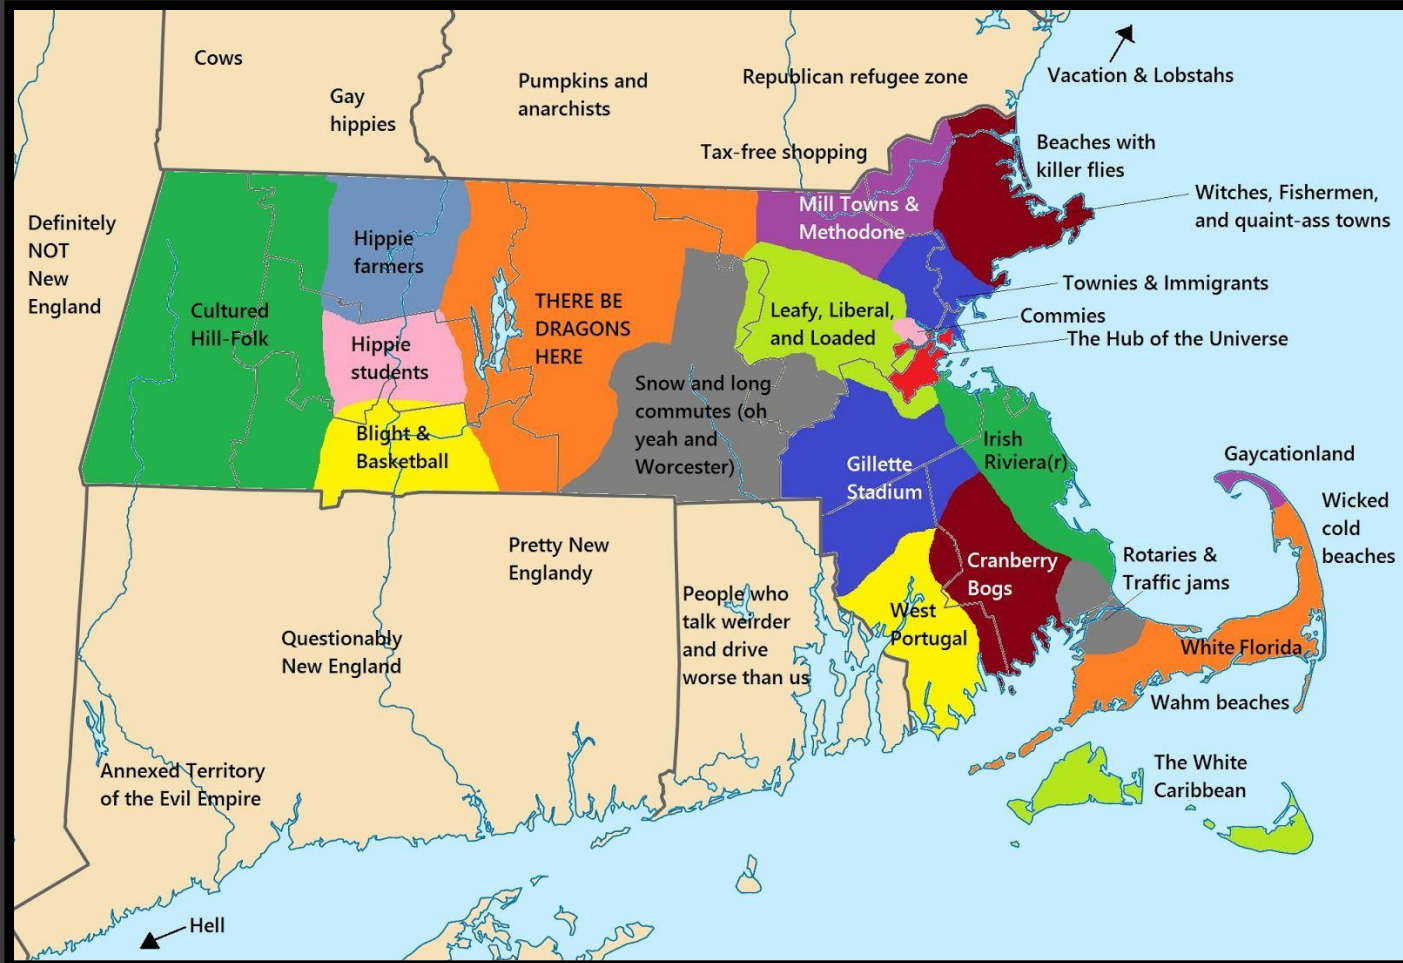 Cows
Gay
hippies
Pumpkins and
anarchists
Republican refugee zone
Vacation & Lobstahs
Tax-free shopping
Beaches with
killer flies
Witches, Fishermen,
and quaint-ass towns
Definitely
NOT
New
England
Mill Towns &
Methodone
Hippie
farmers
Cultured
Hill-Folk
THERE BE
DRAGONS
HERE
Leafy, Liberal,
and Loaded
Townies & Immigrants
Commies
The Hub of the Universe
Hippie
students
Snow and long
commutes (oh
yeah and
Worcester)
Blight &
Basketball
Gillette
Stadium
Irish
Riviera(r)
Gaycationland
Wicked
cold
beaches
Pretty New
Englandy
Cranberry
Bogs
Rotaries &
Traffic jams
People who
talk weirder
and drive
worse than us
West
Portugal
Questionably
New England
White Florida
Wahm beaches
Annexed Territory
of the Evil Empire
The White
Caribbean
Hell